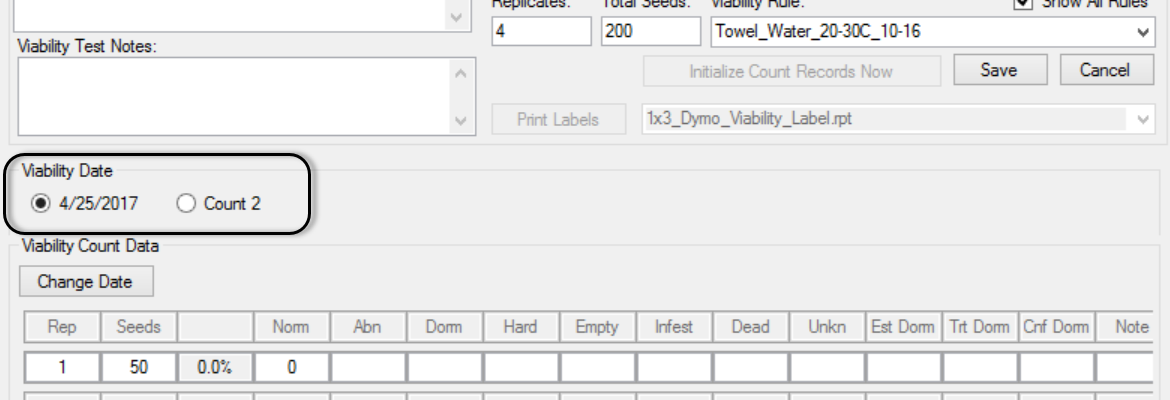 Replicates: Total Seeds: Viability Rule: Show All Rules
4 200 Towel_Water_20-30C_10-16
Viability Test Notes:
Initialize Count Records Now Save Cancel
Print Labels 1x3_Dymo_Viability_Label.rpt
Viability Date
4/25/2017 Count 2
Viability Count Data
Change Date
Rep Seeds Norm Abn Dorm Hard Empty Infest Dead Unkn Est Dorm Trt Dorm Cnf Dorm Note
1 50 0.0% 0